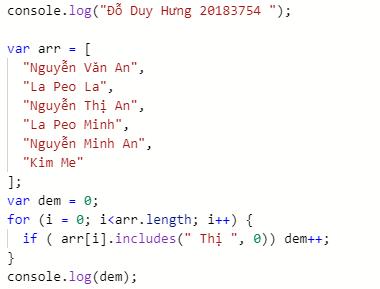 console.log("Đỗ Duy Hưng 20183754 ");
var arr = [
"Nguyễn Văn An",
"La Peo La",
"Nguyễn Thị An",
"La Peo Minh",
"Nguyễn Minh An",
"Kim Me"
];
var dem = 0;
for (i = 0; i<arr.length; i++) {
if ( arr[i].includes(" Thị ", 0)) dem++;
}
console.log(dem);